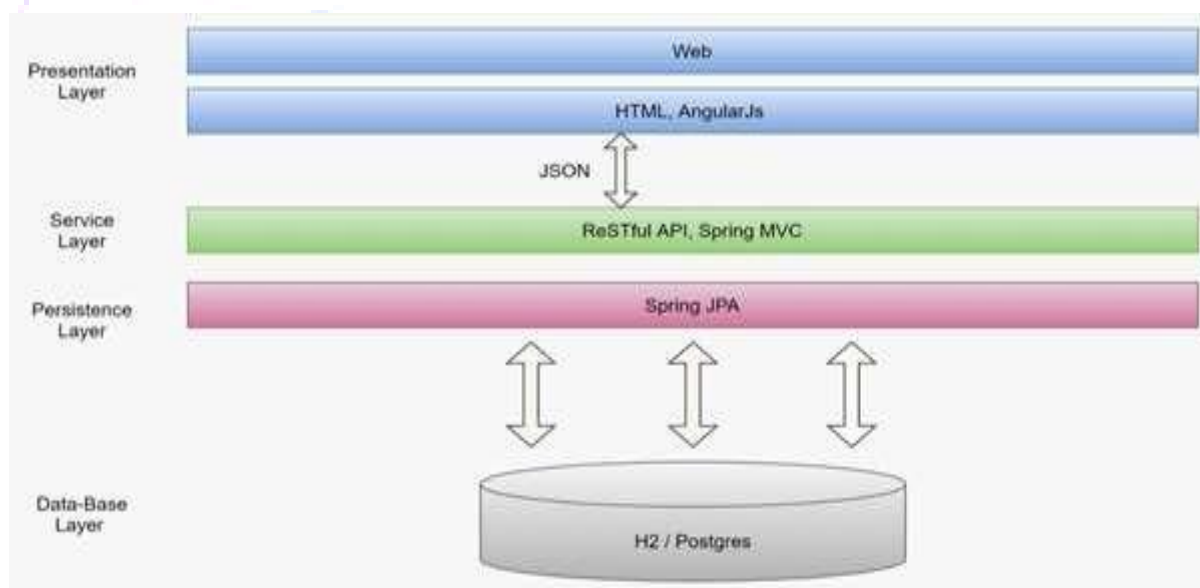 Presentation
Layer
Web
HTML, AngularJs
JSON
Service
Layer
ReSTful API, Spring MVC
Persistence
Layer
Spring JPA
Data-Base
Layer
H2 / Postgres